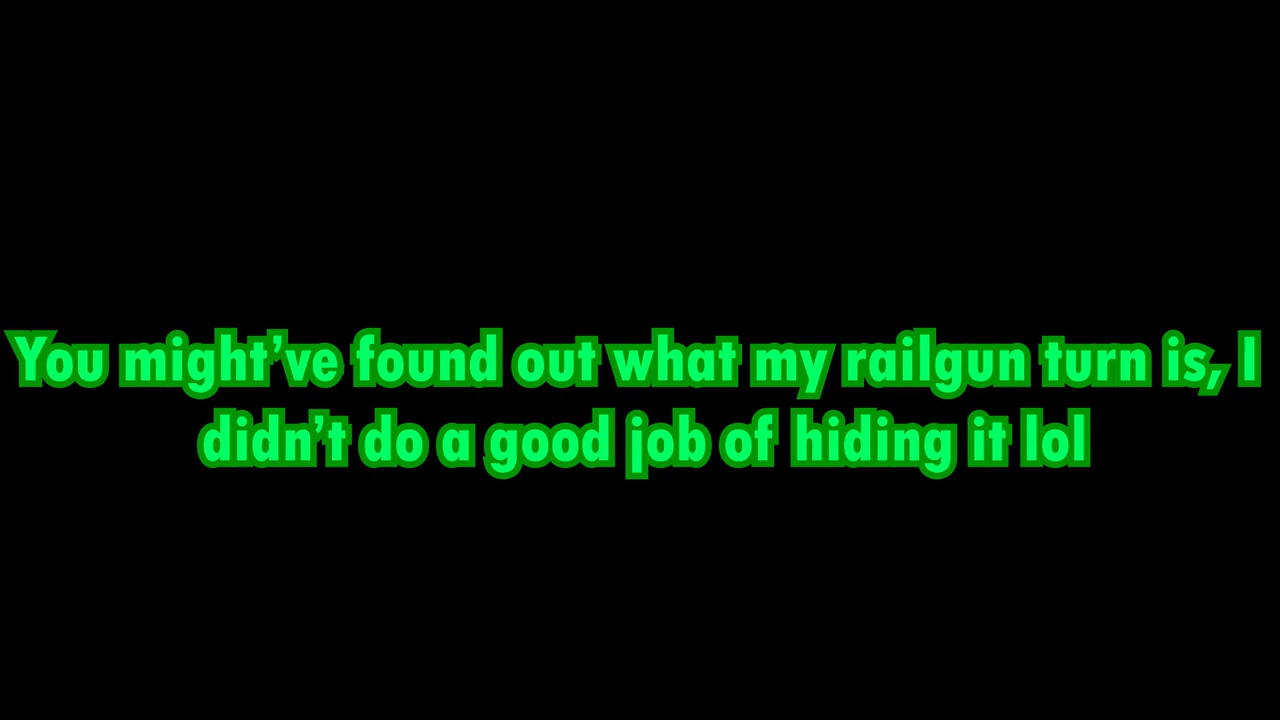 You might’ve found out what my railgun turn is, I
didn’t do a good job of hiding it lol